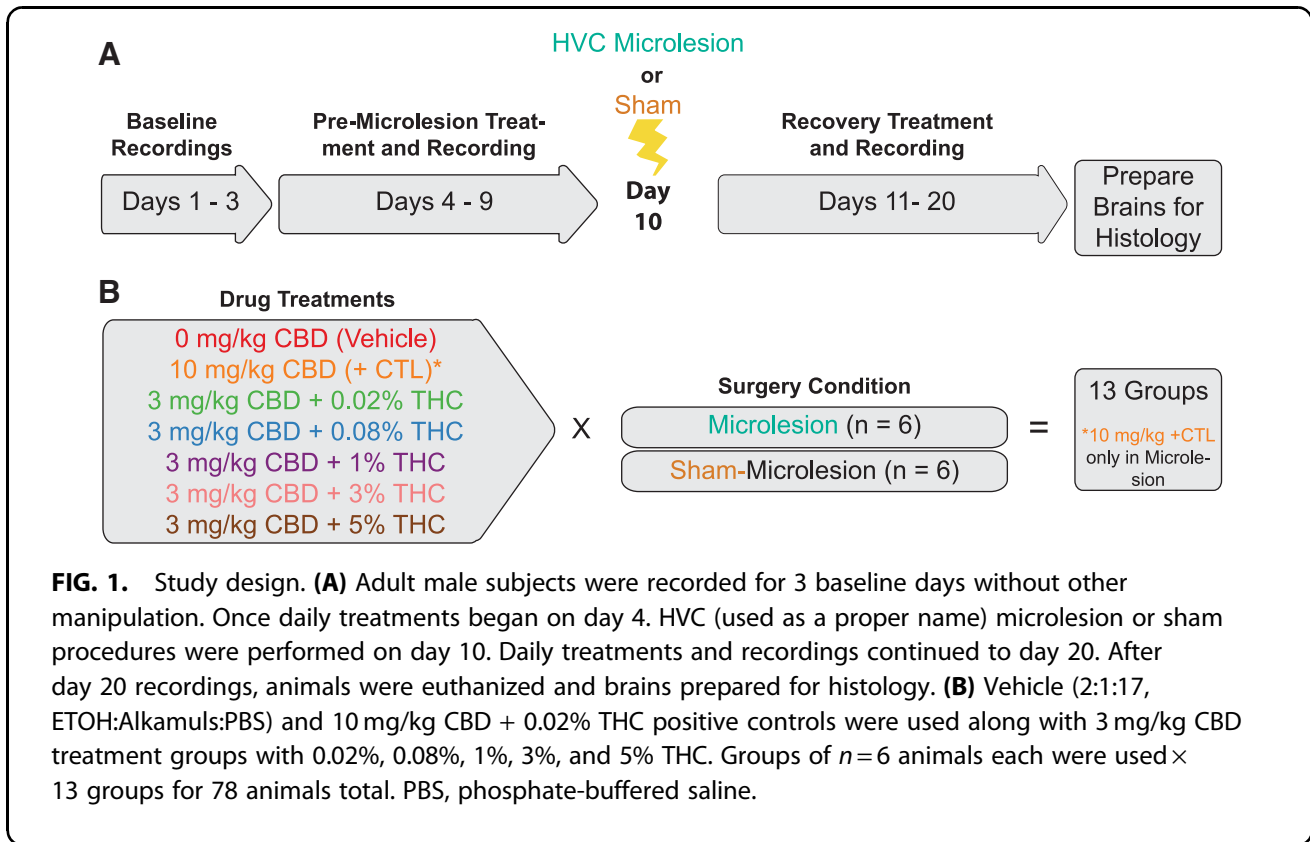 A
HVC Microlesion
or
Sham
Baseline
Recordings
Pre-Microlesion Treat-
ment and Recording
Recovery Treatment
and Recording
Days 1 - 3
Days 4 - 9
Day
10
Days 11- 20
Prepare
Brains for
Histology
B
Drug Treatments
0 mg/kg CBD (Vehicle)
10 mg/kg CBD (+ CTL)*
3 mg/kg CBD + 0.02% THC
3 mg/kg CBD + 0.08% THC
3 mg/kg CBD + 1% THC
3 mg/kg CBD + 3% THC
3 mg/kg CBD + 5% THC
X
Surgery Condition
Microlesion (n = 6)
Sham-Microlesion (n = 6)
=
13 Groups
*10 mg/kg +CTL
only in Microle-
sion
FIG. 1. Study design. (A) Adult male subjects were recorded for 3 baseline days without other
manipulation. Once daily treatments began on day 4. HVC (used as a proper name) microlesion or sham
procedures were performed on day 10. Daily treatments and recordings continued to day 20. After
day 20 recordings, animals were euthanized and brains prepared for histology. (B) Vehicle (2:1:17,
ETOH:Alkamuls:PBS) and 10 mg/kg CBD + 0.02% THC positive controls were used along with 3 mg/kg CBD
treatment groups with 0.02%, 0.08%, 1%, 3%, and 5% THC. Groups of n = 6 animals each were used ×
13 groups for 78 animals total. PBS, phosphate-buffered saline.